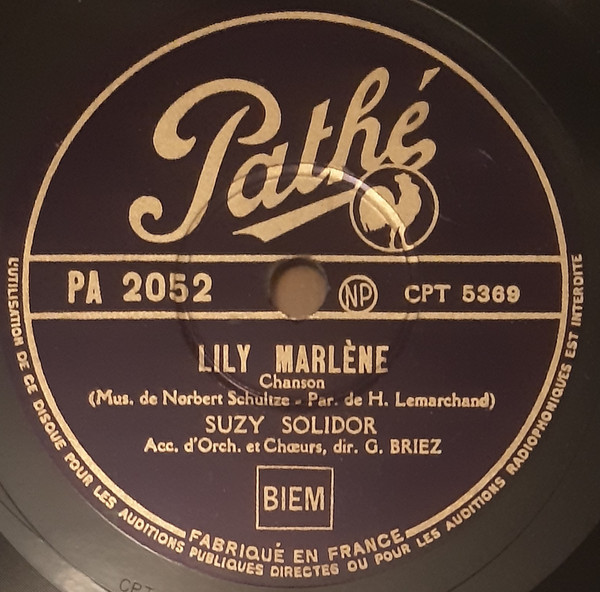 Pathé
PA 2052
NP
CPT 5369
LILY MARLÈNE
Chanson
(Mus. de Norbert Schultze - Par. de H. Lemarchand)
SUZY SOLIDOR
Acc. d'Orch. et Chœurs, dir. G. BRIEZ
BIEM
FABRIQUÉ EN FRANCE
L'UTILISATION DE CE DISQUE POUR LES AUDITIONS PUBLIQUES DIRECTES OU POUR LES AUDITIONS RADIOPHONIQUES EST INTERDITE
CPT